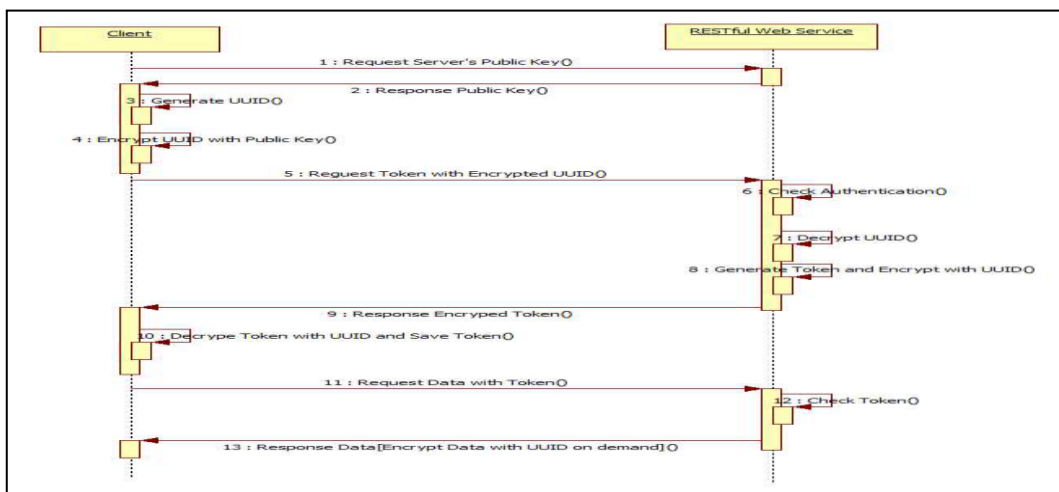 Client
RESTful Web Service
1 : Request Server's Public Key()
2 : Response Public Key()
3 : Generate UUID()
4 : Encrypt UUID with Public Key()
5 : Reguest Token with Encrypted UUID()
6 : Check Authentication()
7 : Decrypt UUID()
8 : Generate Token and Encrypt with UUID()
9 : Response Encryped Token()
10 : Decrype Token with UUID and Save Token()
11 : Request Data with Token()
12 : Check Token()
13 : Response Data[Encrypt Data with UUID on demand]()